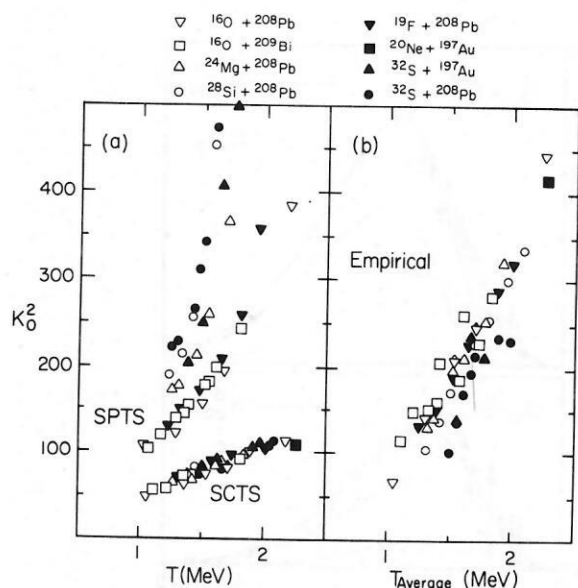 ▽ ¹⁶O + ²⁰⁸Pb ▼ ¹⁹F + ²⁰⁸Pb
□ ¹⁶O + ²⁰⁹Bi ■ ²⁰Ne + ¹⁹⁷Au
△ ²⁴Mg + ²⁰⁸Pb ▲ ³²S + ¹⁹⁷Au
○ ²⁸Si + ²⁰⁸Pb ● ³²S + ²⁰⁸Pb
(a) (b)
400
300
K₀²
200
100
Empirical
SPTS
SCTS
1 2 1 2
T(MeV) T_Average (MeV)